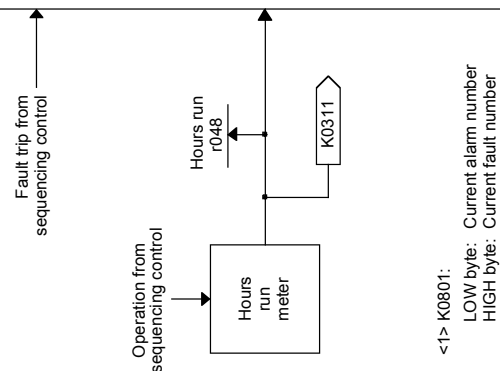 Fault trip from
sequencing control
Hours run
r048
K0311
Operation from
sequencing control
Hours
run
meter
<1> K0801:
LOW byte: Current alarm number
HIGH byte: Current fault number